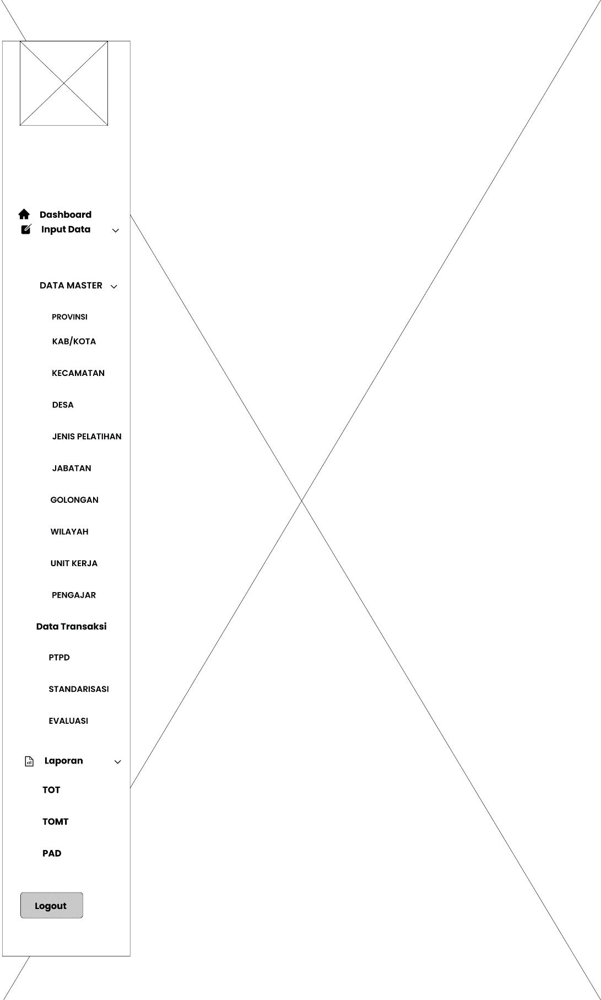 Dashboard
Input Data
DATA MASTER
PROVINSI
KAB/KOTA
KECAMATAN
DESA
JENIS PELATIHAN
JABATAN
GOLONGAN
WILAYAH
UNIT KERJA
PENGAJAR
Data Transaksi
PTPD
STANDARISASI
EVALUASI
Laporan
TOT
TOMT
PAD
Logout